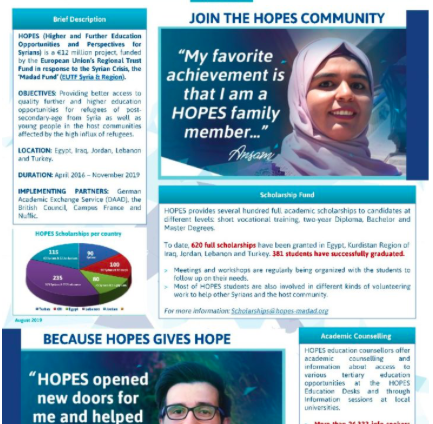 Brief Description
HOPES (Higher and Further Education
Opportunities and Perspectives for
Syrians) is a €12 million project, funded
by the European Union's Regional Trust
Fund in response to the Syrian Crisis, the
'Madad Fund' (EUTF Syria & Region).
OBJECTIVES: Providing better access to
quality further and higher education
opportunities for refugees of post-
secondary-age from Syria as well as
young people in the host communities
affected by the high influx of refugees.
LOCATION: Egypt, Iraq, Jordan, Lebanon
and Turkey.
DURATION: April 2016 – November 2019
IMPLEMENTING PARTNERS: German
Academic Exchange Service (DAAD), the
British Council, Campus France and
Nuffic.
HOPES Scholarships per country
90
100
80
235
August 2019
JOIN THE HOPES COMMUNITY
"My favorite
achievement is
that I am a
HOPES family
member..."
Ansam
Scholarship Fund
HOPES provides several hundred full academic scholarships to candidates at
different levels: short vocational training, two-year Diploma, Bachelor and
Master Degrees.
To date, 620 full scholarships have been granted in Egypt, Kurdistan Region of
Iraq, Jordan, Lebanon and Turkey. 381 students have successfully graduated.
Meetings and workshops are regularly being organized with the students to
follow up on their needs.
Most of HOPES students are also involved in different kinds of volunteering
work to help other Syrians and the host community.
For more information: Scholarships@hopes-madad.org
BECAUSE HOPES GIVES HOPE
"HOPES opened
new doors for
me and helped
Academic Counselling
HOPES education counsellors offer
academic counselling and
information about access to
various tertiary education
opportunities at the HOPES
Education Desks and through
information sessions at local
universities.
More than